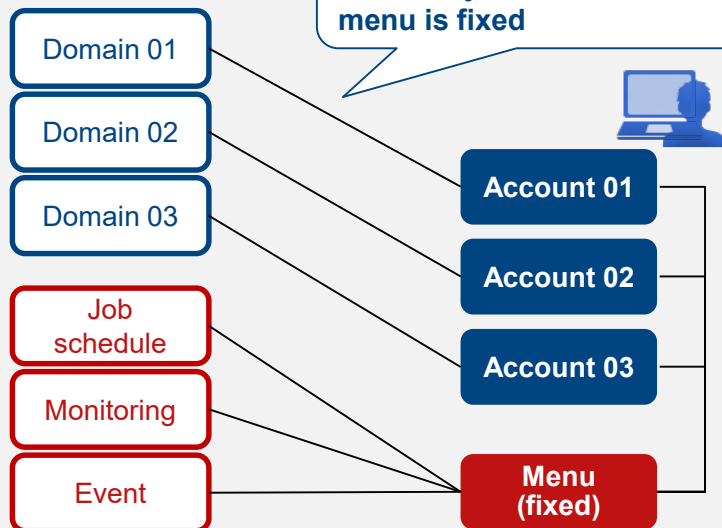 menu is fixed
Domain 01
Domain 02
Domain 03
Account 01
Account 02
Account 03
Job
schedule
Monitoring
Event
Menu
(fixed)